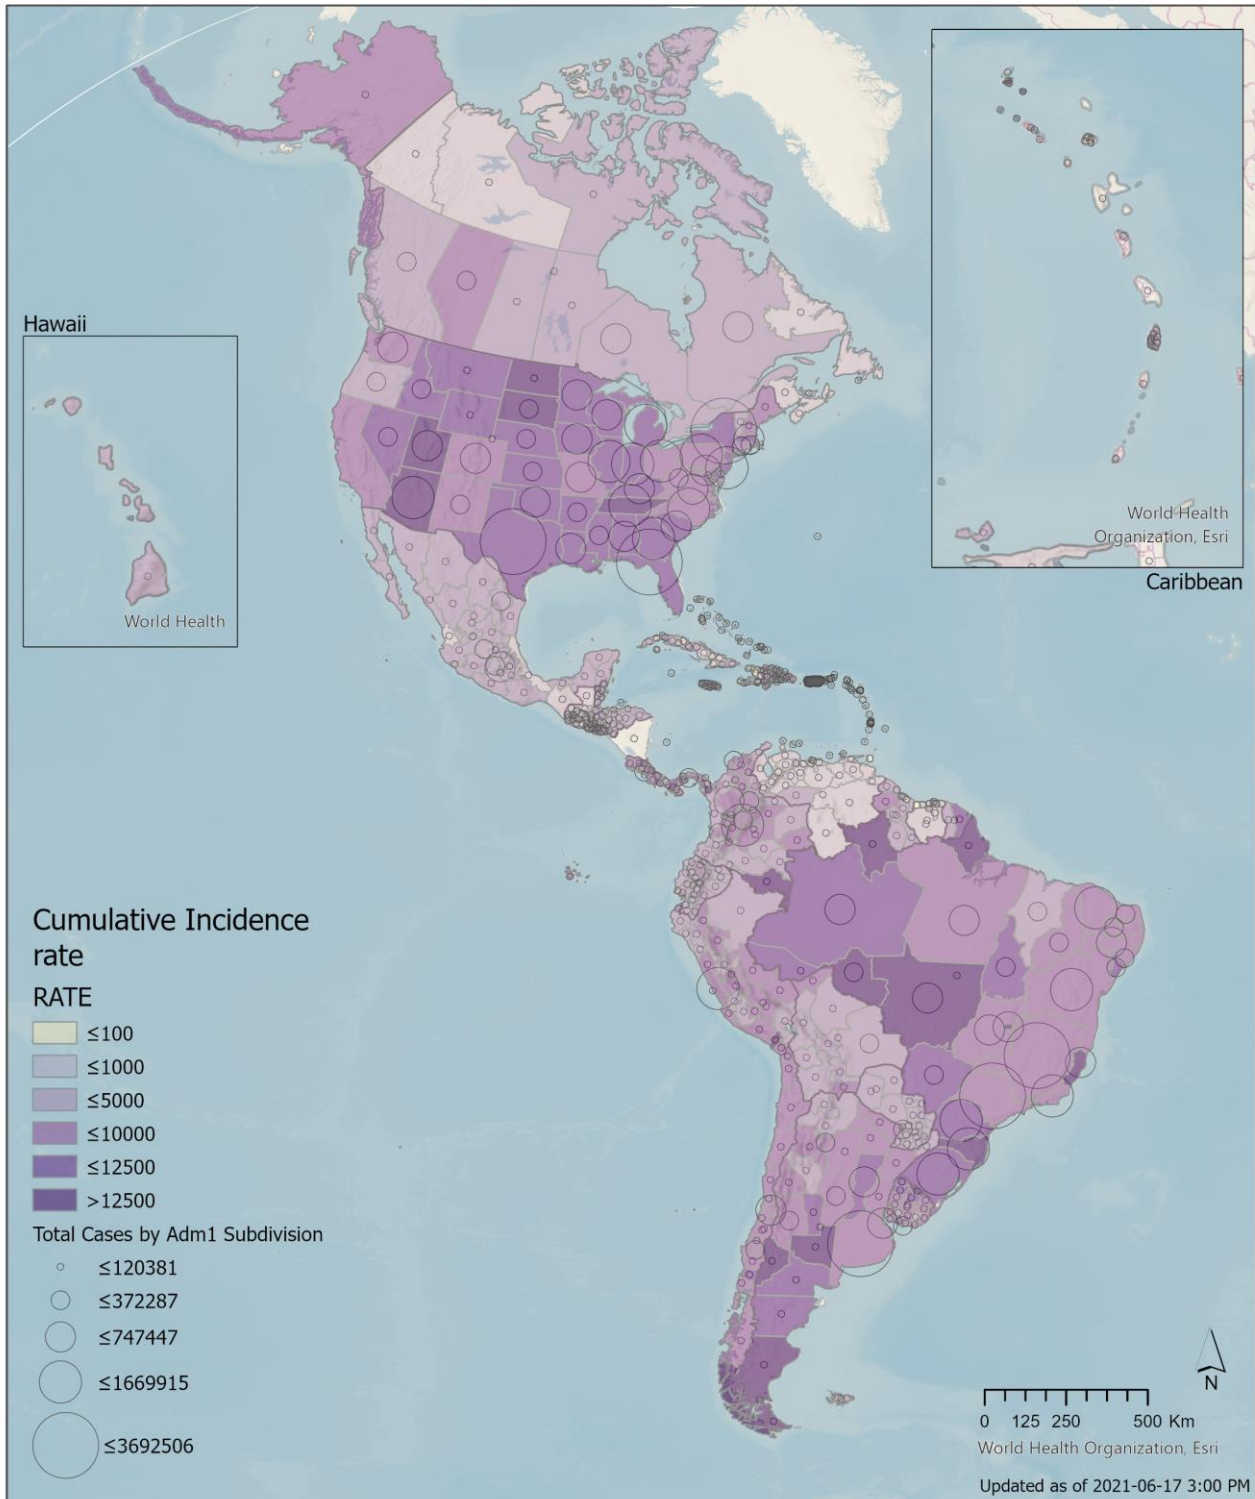 Hawaii
World Health
World Health
Organization, Esri
Caribbean
Cumulative Incidence
rate
RATE
≤100
≤1000
≤5000
≤10000
≤12500
>12500
Total Cases by Adm1 Subdivision
≤120381
≤372287
≤747447
≤1669915
≤3692506
N
0 125 250 500 Km
World Health Organization, Esri
Updated as of 2021-06-17 3:00 PM